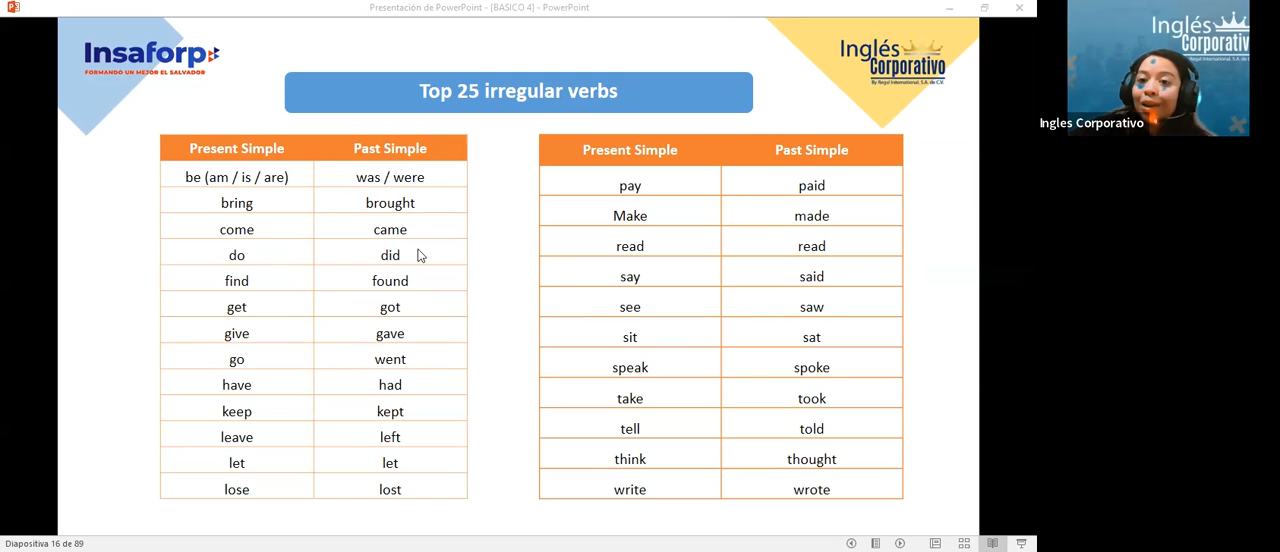 Presentación de PowerPoint - [BASICO 4] - PowerPoint
Insaforp
FORMANDO UN MEJOR EL SALVADOR
Inglés
Corporativo
By Regal International, S.A. de C.V.
Top 25 irregular verbs
Present Simple Past Simple
be (am / is / are) was / were
bring brought
come came
do did
find found
get got
give gave
go went
have had
keep kept
leave left
let let
lose lost
Present Simple Past Simple
pay paid
Make made
read read
say said
see saw
sit sat
speak spoke
take took
tell told
think thought
write wrote
Inglés
Corporativo
Ingles Corporativo
Diapositiva 16 de 89